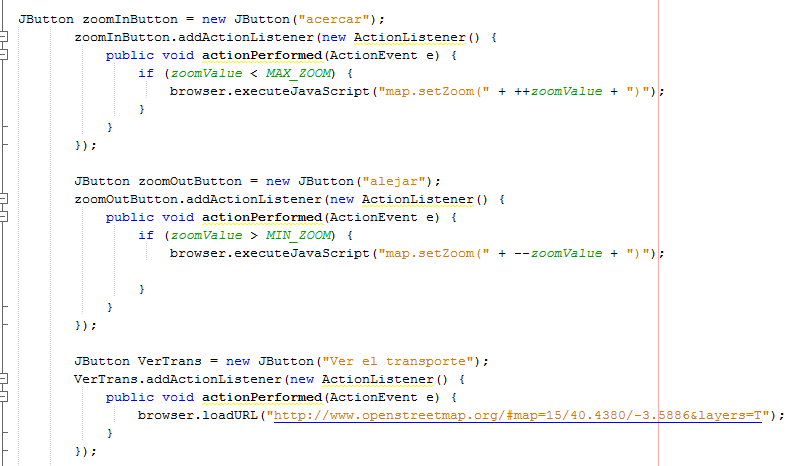 JButton zoomInButton = new JButton("acercar");
zoomInButton.addActionListener(new ActionListener() {
public void actionPerformed(ActionEvent e) {
if (zoomValue < MAX_ZOOM) {
browser.executeJavaScript("map.setZoom(" + ++zoomValue + ")");
}
}
});
JButton zoomOutButton = new JButton("alejar");
zoomOutButton.addActionListener(new ActionListener() {
public void actionPerformed(ActionEvent e) {
if (zoomValue > MIN_ZOOM) {
browser.executeJavaScript("map.setZoom(" + --zoomValue + ")");
}
}
});
JButton VerTrans = new JButton("Ver el transporte");
VerTrans.addActionListener(new ActionListener() {
public void actionPerformed(ActionEvent e) {
browser.loadURL("http://www.openstreetmap.org/#map=15/40.4380/-3.5886&layers=T");
}
});